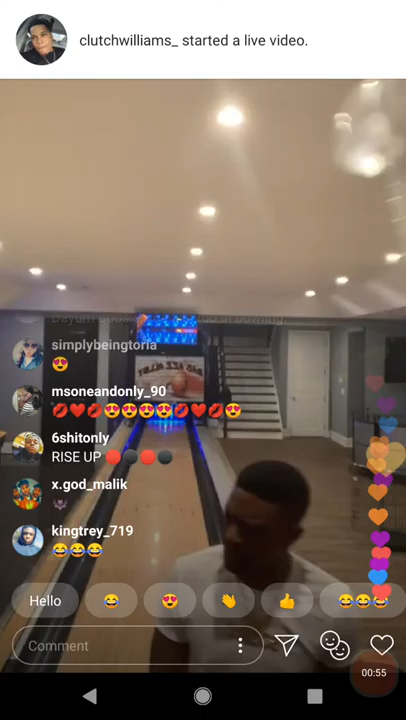 clutchwilliams_ started a live video.
simplybeingtoria
😍
msoneandonly_90
💋❤️💋😍😍😍😍💋❤️💋😍
6shitonly
RISE UP 🔴⚫🔴⚫
x.god_malik
kingtrey_719
😂😂😂
Hello 😂 😍 👏 👍 😂😂😂
Comment
00:55